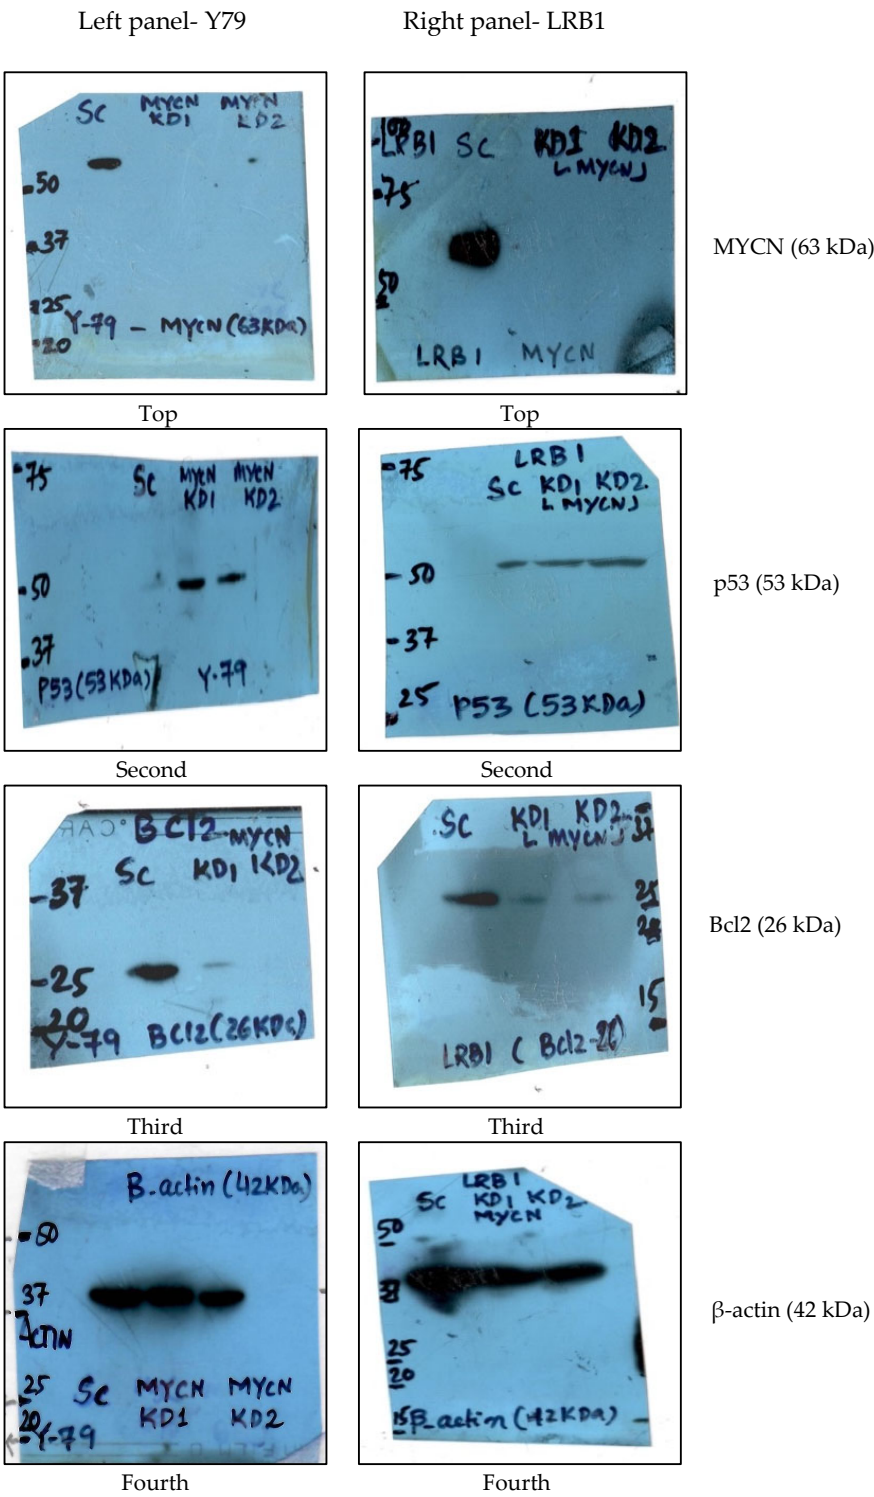 Left panel- Y79
Right panel- LRB1
Sc MYCN MYCN
KD1 KD2
50
37
25
Y-79 - MYCN (63KDa)
20
Top
100
LRB1 Sc KD1 KD2
L MYCN J
75
50
LRB1 MYCN
Top
MYCN (63 kDa)
75
Sc MYCN MYCN
KD1 KD2
50
37
P53 (53KDa) Y-79
Second
75
LRB1
Sc KD1 KD2
L MYCN J
50
37
25
P53 (53KDa)
Second
p53 (53 kDa)
BCl2 MYCN
Sc KD1 KD2
37
25
20
Y-79 BCl2 (26KDa)
Third
Sc KD1 KD2
L MYCN J
37
25
15
LRB1 ( Bcl2-26)
Third
Bcl2 (26 kDa)
B-actin (42KDa)
50
37
ACTIN
25 Sc MYCN MYCN
20 KD1 KD2
Y-79
Fourth
LRB1
Sc KD1 KD2
MYCN
50
25
20
15 B-actin (42KDa)
Fourth
β-actin (42 kDa)